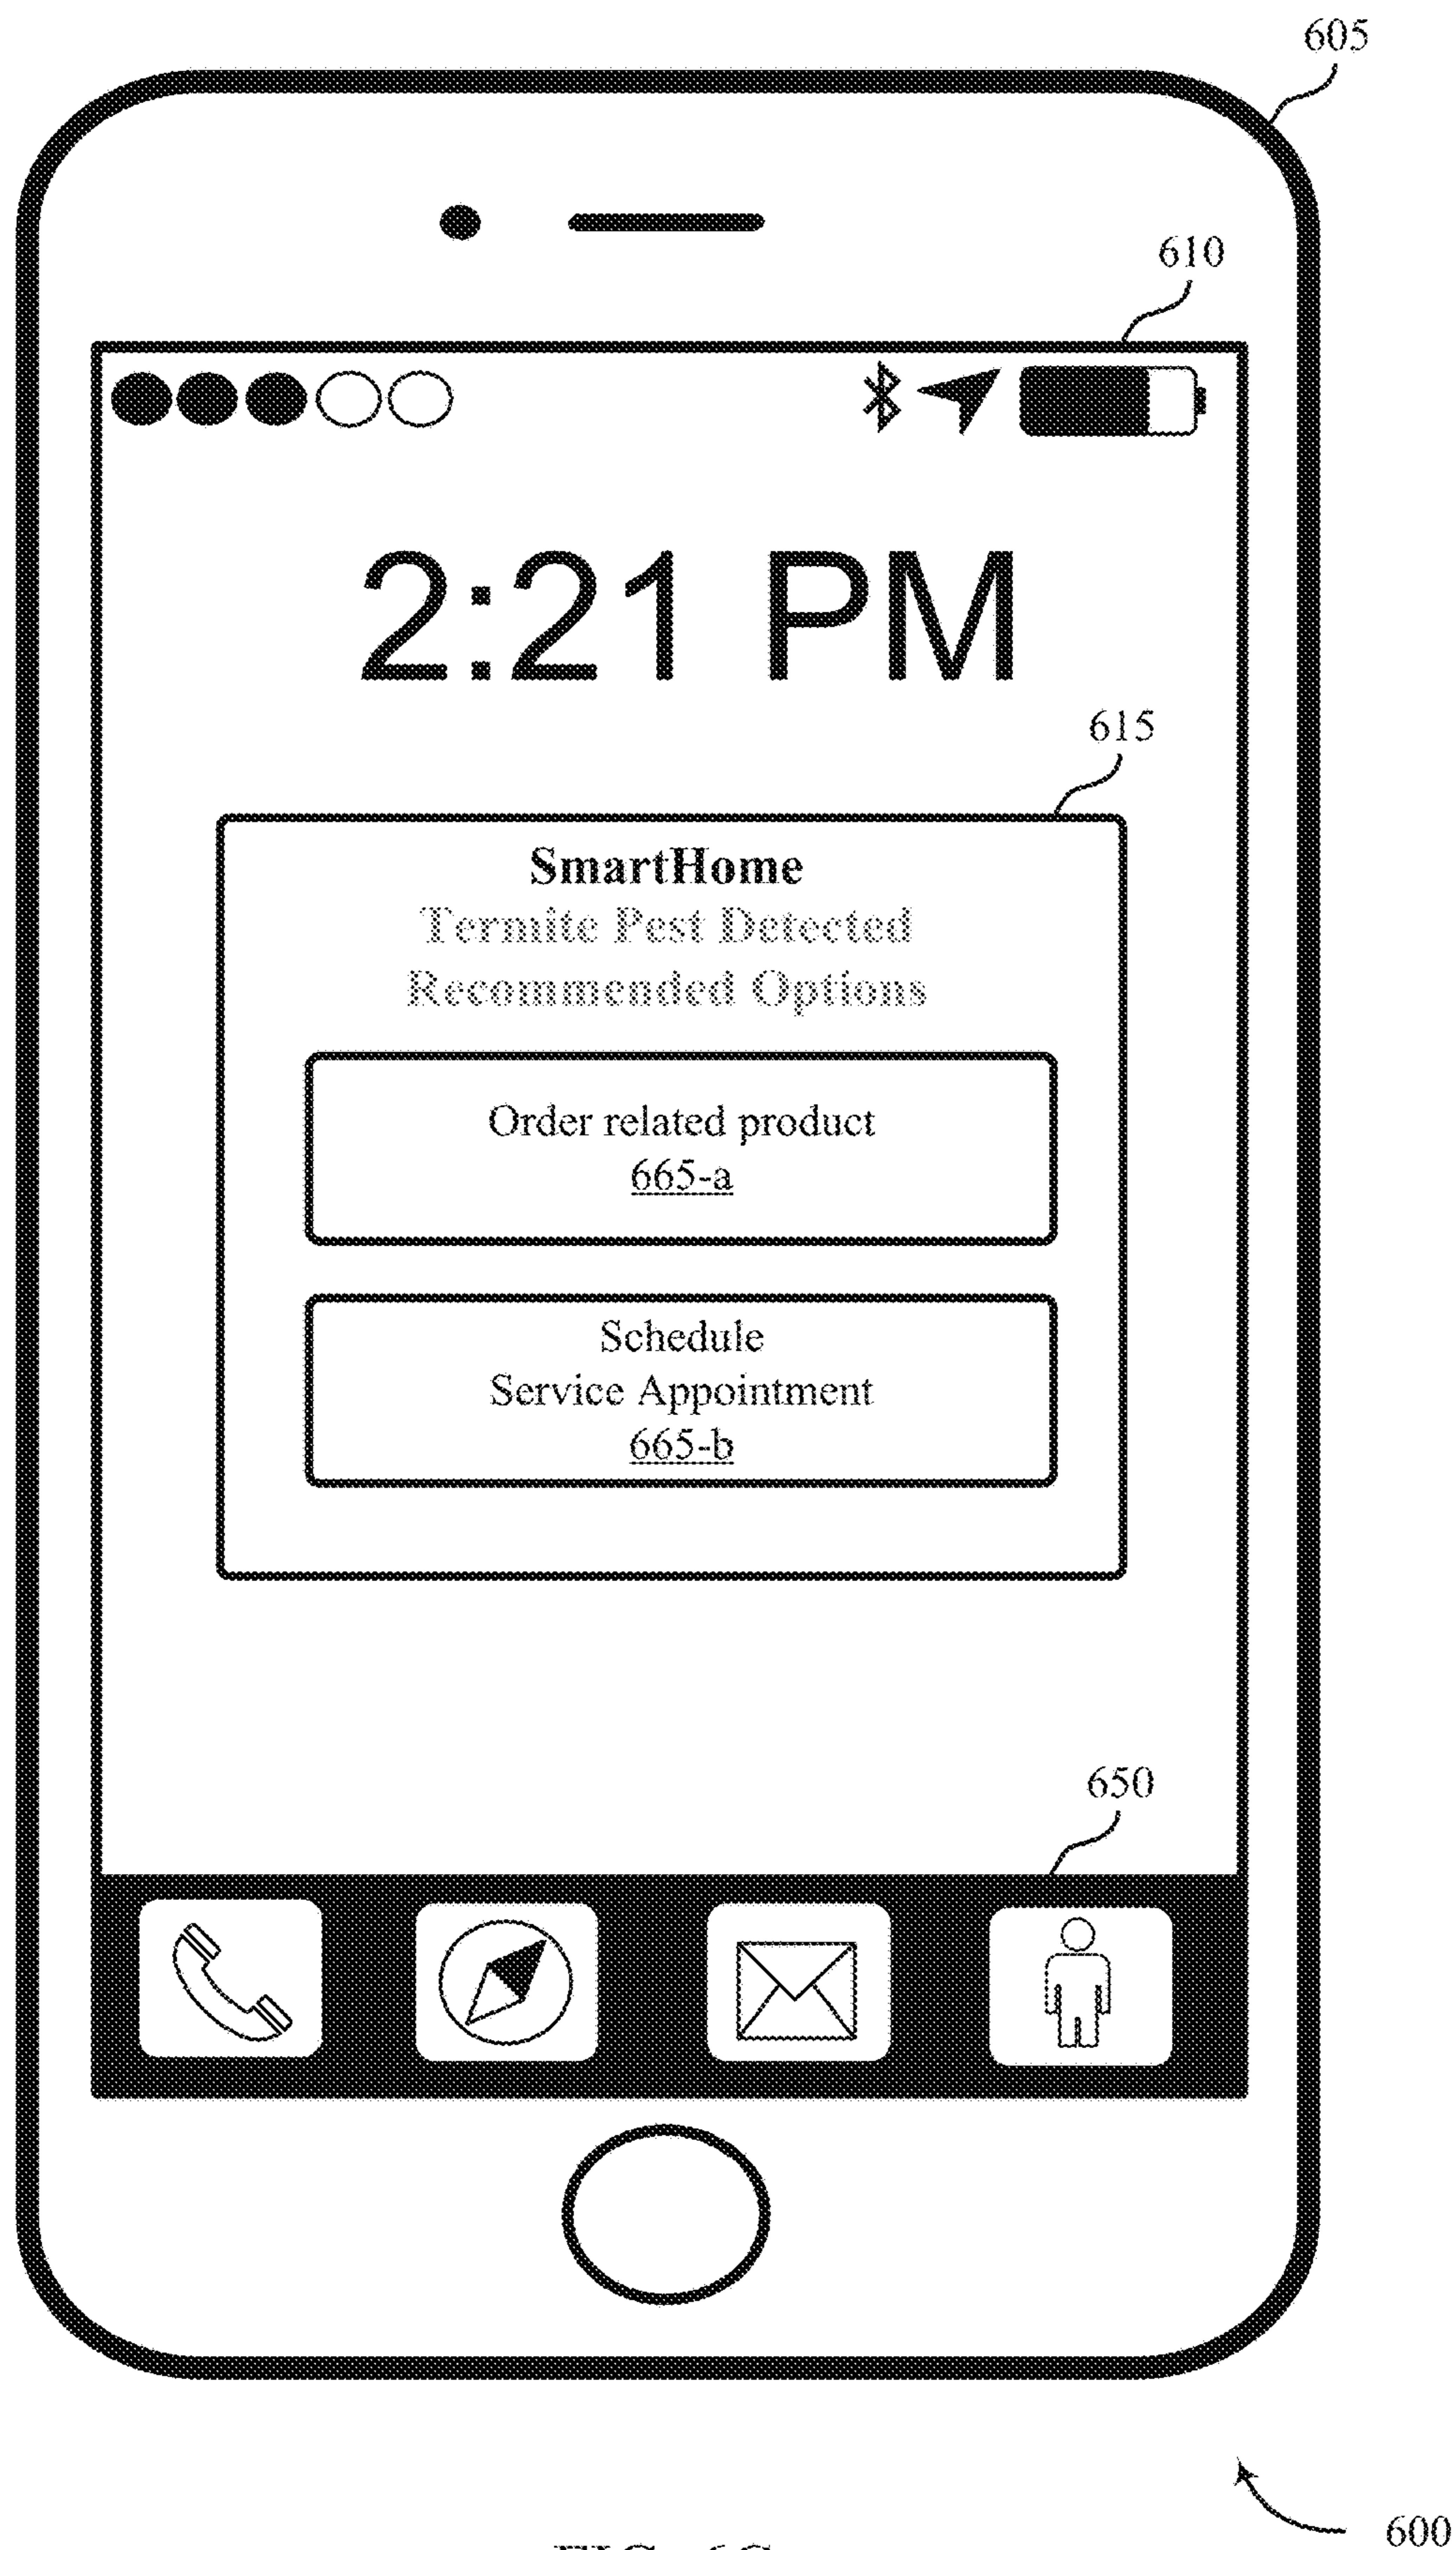 605
610
2:21 PM
615
SmartHome
Termite Pest Detected
Recommended Options
Order related product
665-a
Schedule
Service Appointment
665-b
650
600